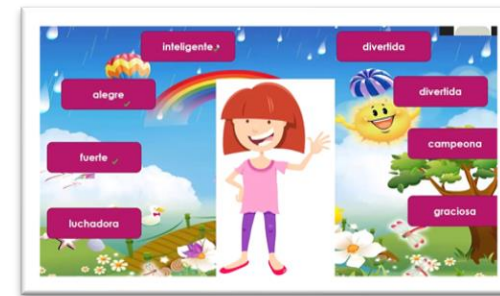 inteligente
divertida
alegre
divertida
fuerte
campeona
luchadora
graciosa